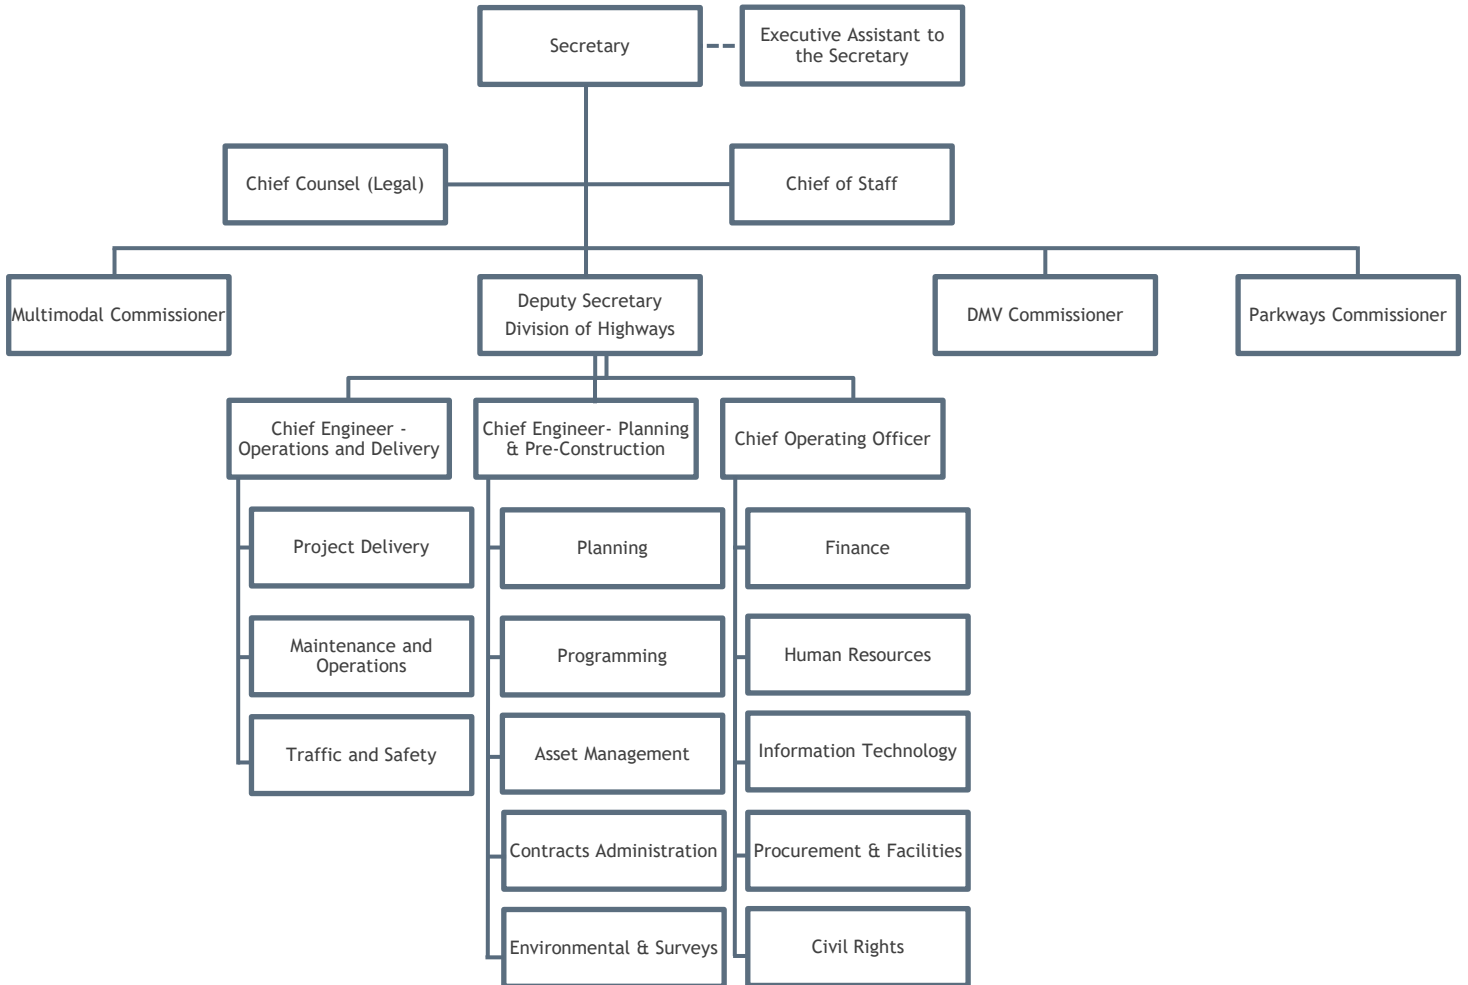 Secretary
Executive Assistant to
the Secretary
Chief Counsel (Legal)
Chief of Staff
Multimodal Commissioner
Deputy Secretary
Division of Highways
DMV Commissioner
Parkways Commissioner
Chief Engineer -
Operations and Delivery
Chief Engineer- Planning
& Pre-Construction
Chief Operating Officer
Project Delivery
Planning
Finance
Maintenance and
Operations
Programming
Human Resources
Traffic and Safety
Asset Management
Information Technology
Contracts Administration
Procurement & Facilities
Environmental & Surveys
Civil Rights